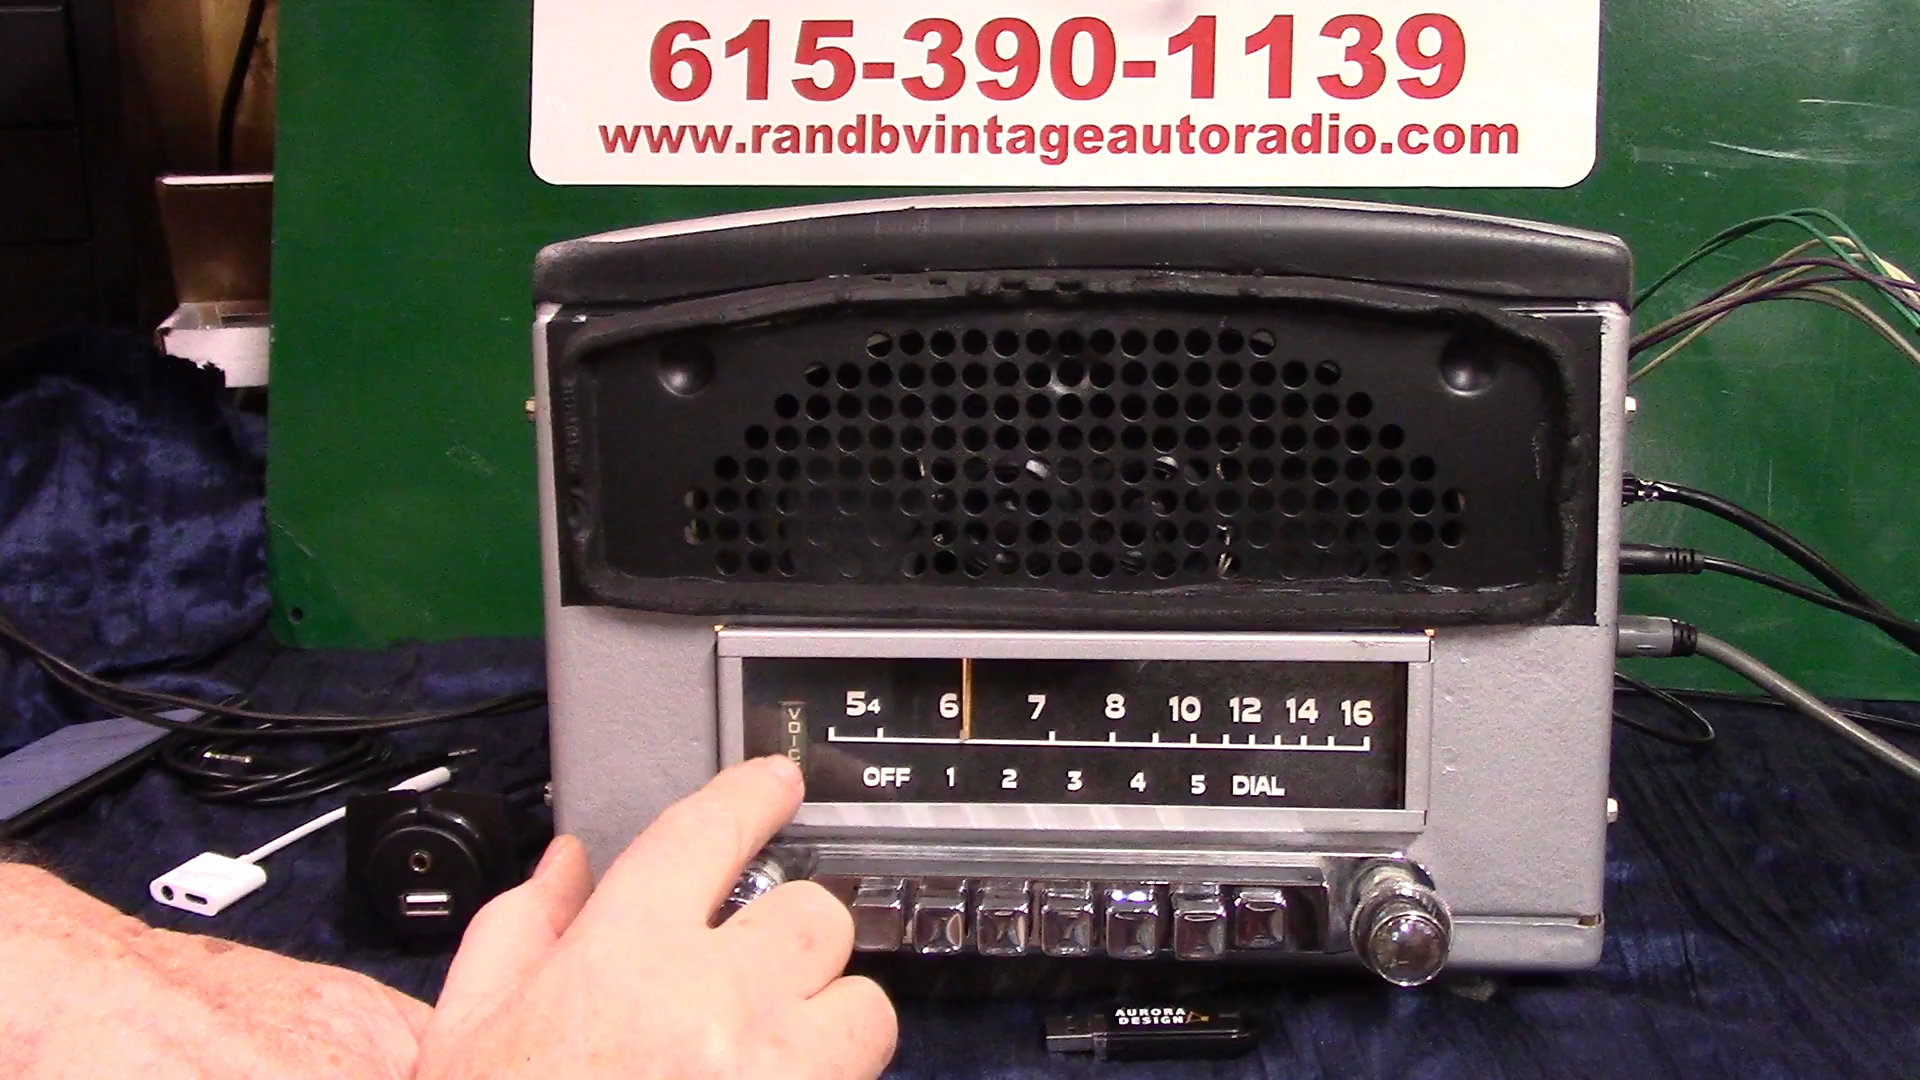 615-390-1139
www.randbvintageautoradio.com
54 6 7 8 10 12 14 16
OFF 1 2 3 4 5 DIAL
AURORA
DESIGN